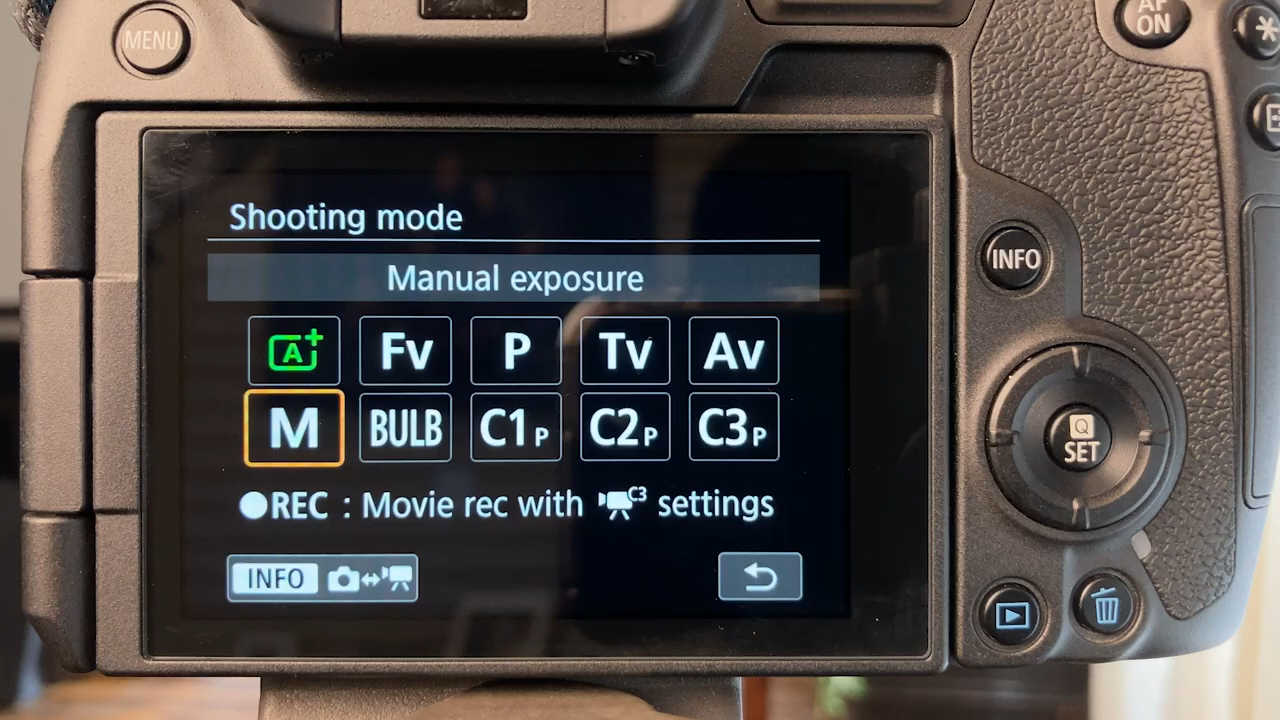 MENU
AF
ON
Shooting mode
Manual exposure
A+ Fv P Tv Av
M BULB C1P C2P C3P
●REC : Movie rec with C3 settings
INFO
INFO
Q
SET